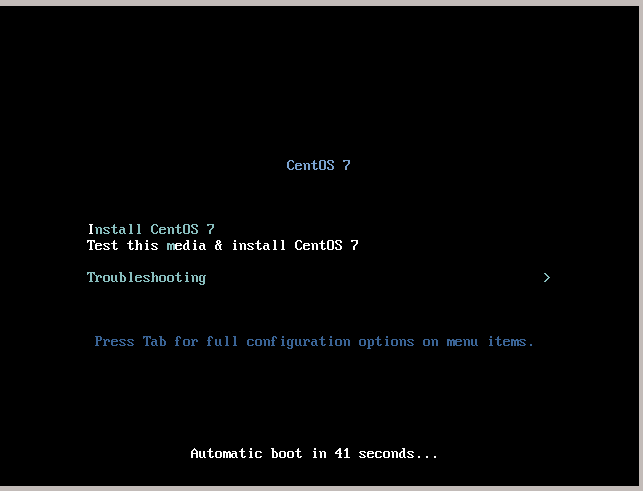 CentOS 7
Install CentOS 7
Test this media & install CentOS 7
Troubleshooting >
Press Tab for full configuration options on menu items.
Automatic boot in 41 seconds...